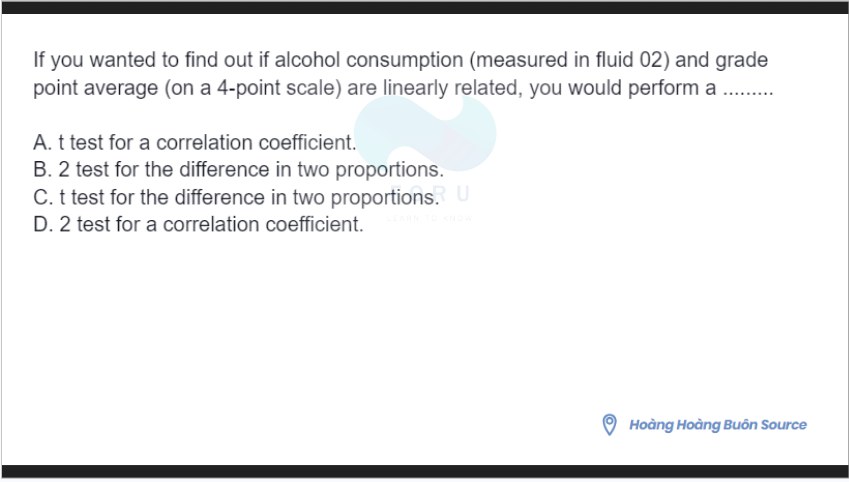 If you wanted to find out if alcohol consumption (measured in fluid 02) and grade
point average (on a 4-point scale) are linearly related, you would perform a .........
A. t test for a correlation coefficient.
B. 2 test for the difference in two proportions.
C. t test for the difference in two proportions.
D. 2 test for a correlation coefficient.
Hoàng Hoàng Buôn Source